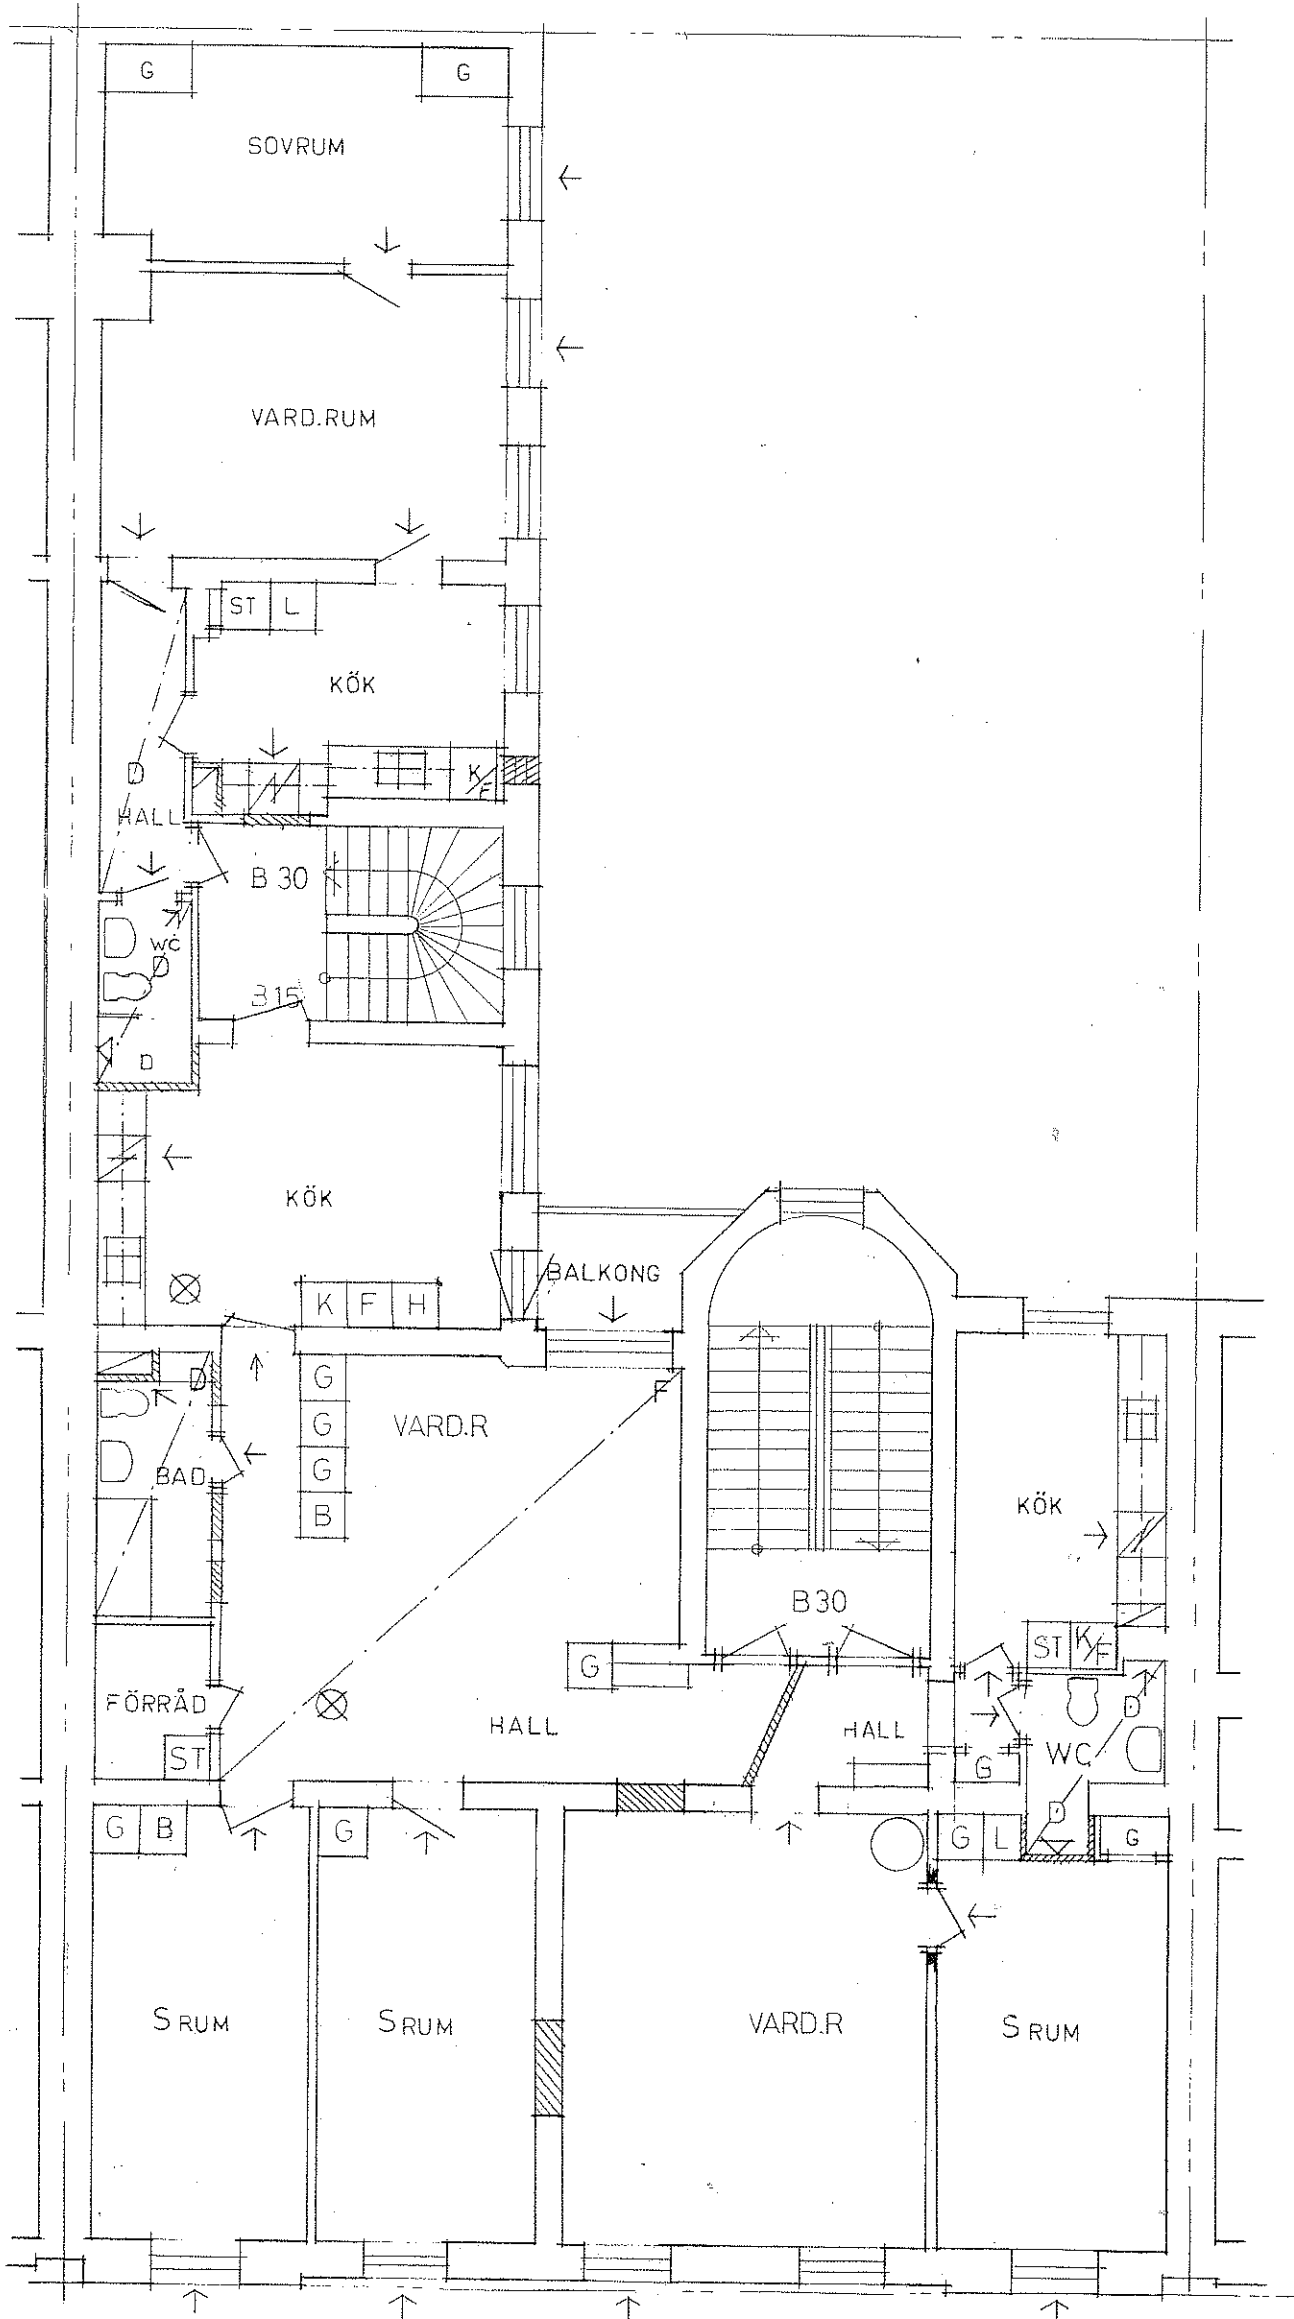 G
G
SOVRUM
VARD.RUM
ST
L
KÖK
K/F
D
HALL
B 30
WC
D
B15
D
KÖK
BALKONG
K
F
H
D
G
G
G
B
VARD.R
F
BAD
KÖK
B30
ST
K/F
G
FÖRRÅD
ST
HALL
HALL
G
WC
D
D
G
B
G
G
L
G
S RUM
S RUM
VARD.R
S RUM